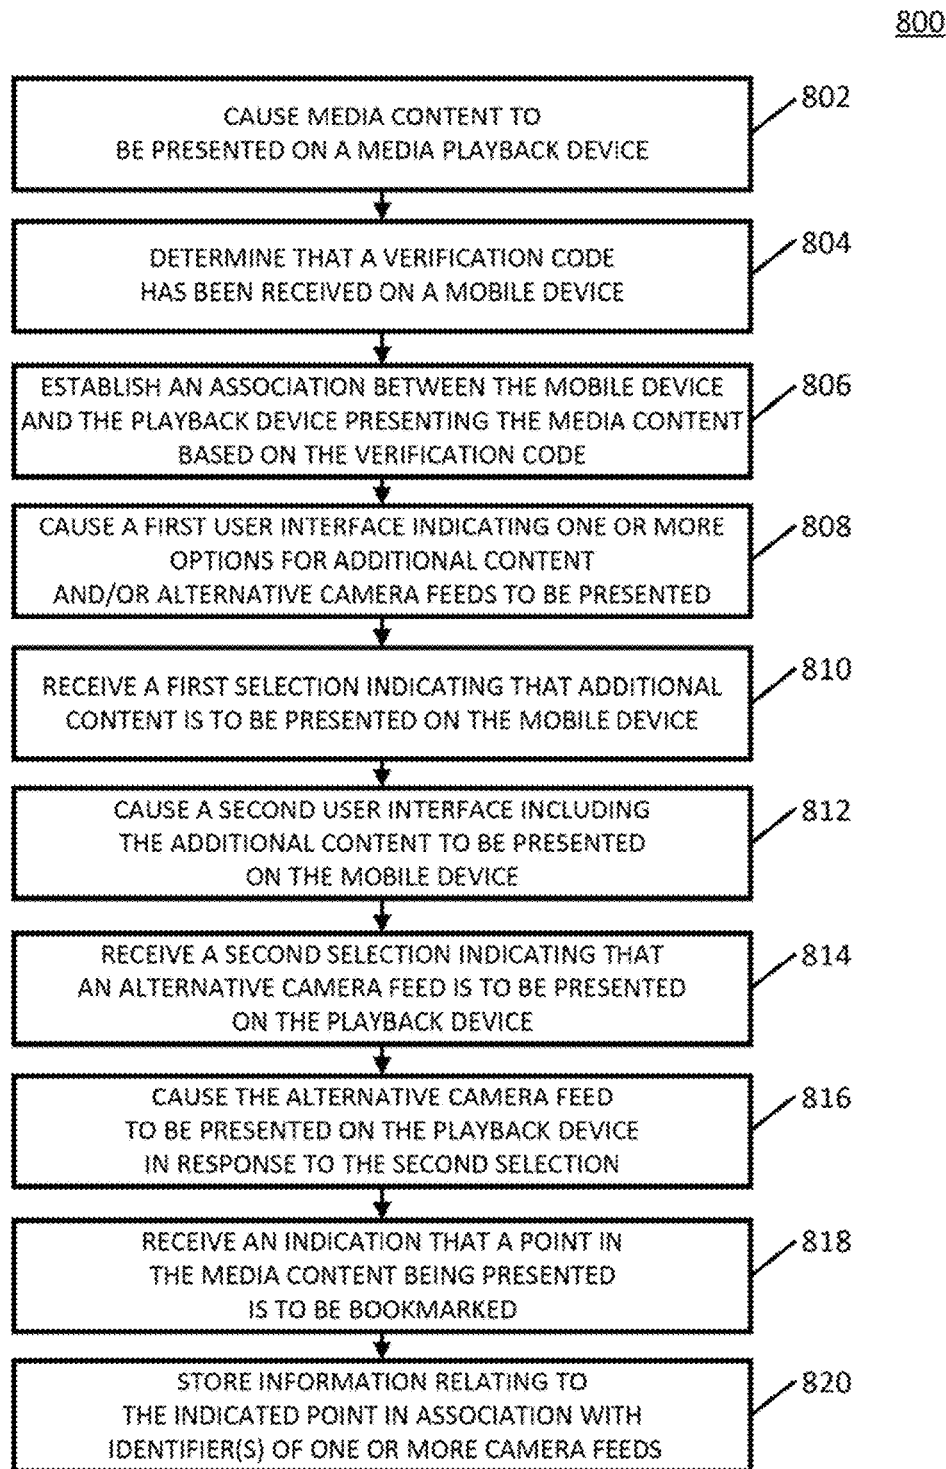 800
CAUSE MEDIA CONTENT TO
BE PRESENTED ON A MEDIA PLAYBACK DEVICE
802
DETERMINE THAT A VERIFICATION CODE
HAS BEEN RECEIVED ON A MOBILE DEVICE
804
ESTABLISH AN ASSOCIATION BETWEEN THE MOBILE DEVICE
AND THE PLAYBACK DEVICE PRESENTING THE MEDIA CONTENT
BASED ON THE VERIFICATION CODE
806
CAUSE A FIRST USER INTERFACE INDICATING ONE OR MORE
OPTIONS FOR ADDITIONAL CONTENT
AND/OR ALTERNATIVE CAMERA FEEDS TO BE PRESENTED
808
RECEIVE A FIRST SELECTION INDICATING THAT ADDITIONAL
CONTENT IS TO BE PRESENTED ON THE MOBILE DEVICE
810
CAUSE A SECOND USER INTERFACE INCLUDING
THE ADDITIONAL CONTENT TO BE PRESENTED
ON THE MOBILE DEVICE
812
RECEIVE A SECOND SELECTION INDICATING THAT
AN ALTERNATIVE CAMERA FEED IS TO BE PRESENTED
ON THE PLAYBACK DEVICE
814
CAUSE THE ALTERNATIVE CAMERA FEED
TO BE PRESENTED ON THE PLAYBACK DEVICE
IN RESPONSE TO THE SECOND SELECTION
816
RECEIVE AN INDICATION THAT A POINT IN
THE MEDIA CONTENT BEING PRESENTED
IS TO BE BOOKMARKED
818
STORE INFORMATION RELATING TO
THE INDICATED POINT IN ASSOCIATION WITH
IDENTIFIER(S) OF ONE OR MORE CAMERA FEEDS
820